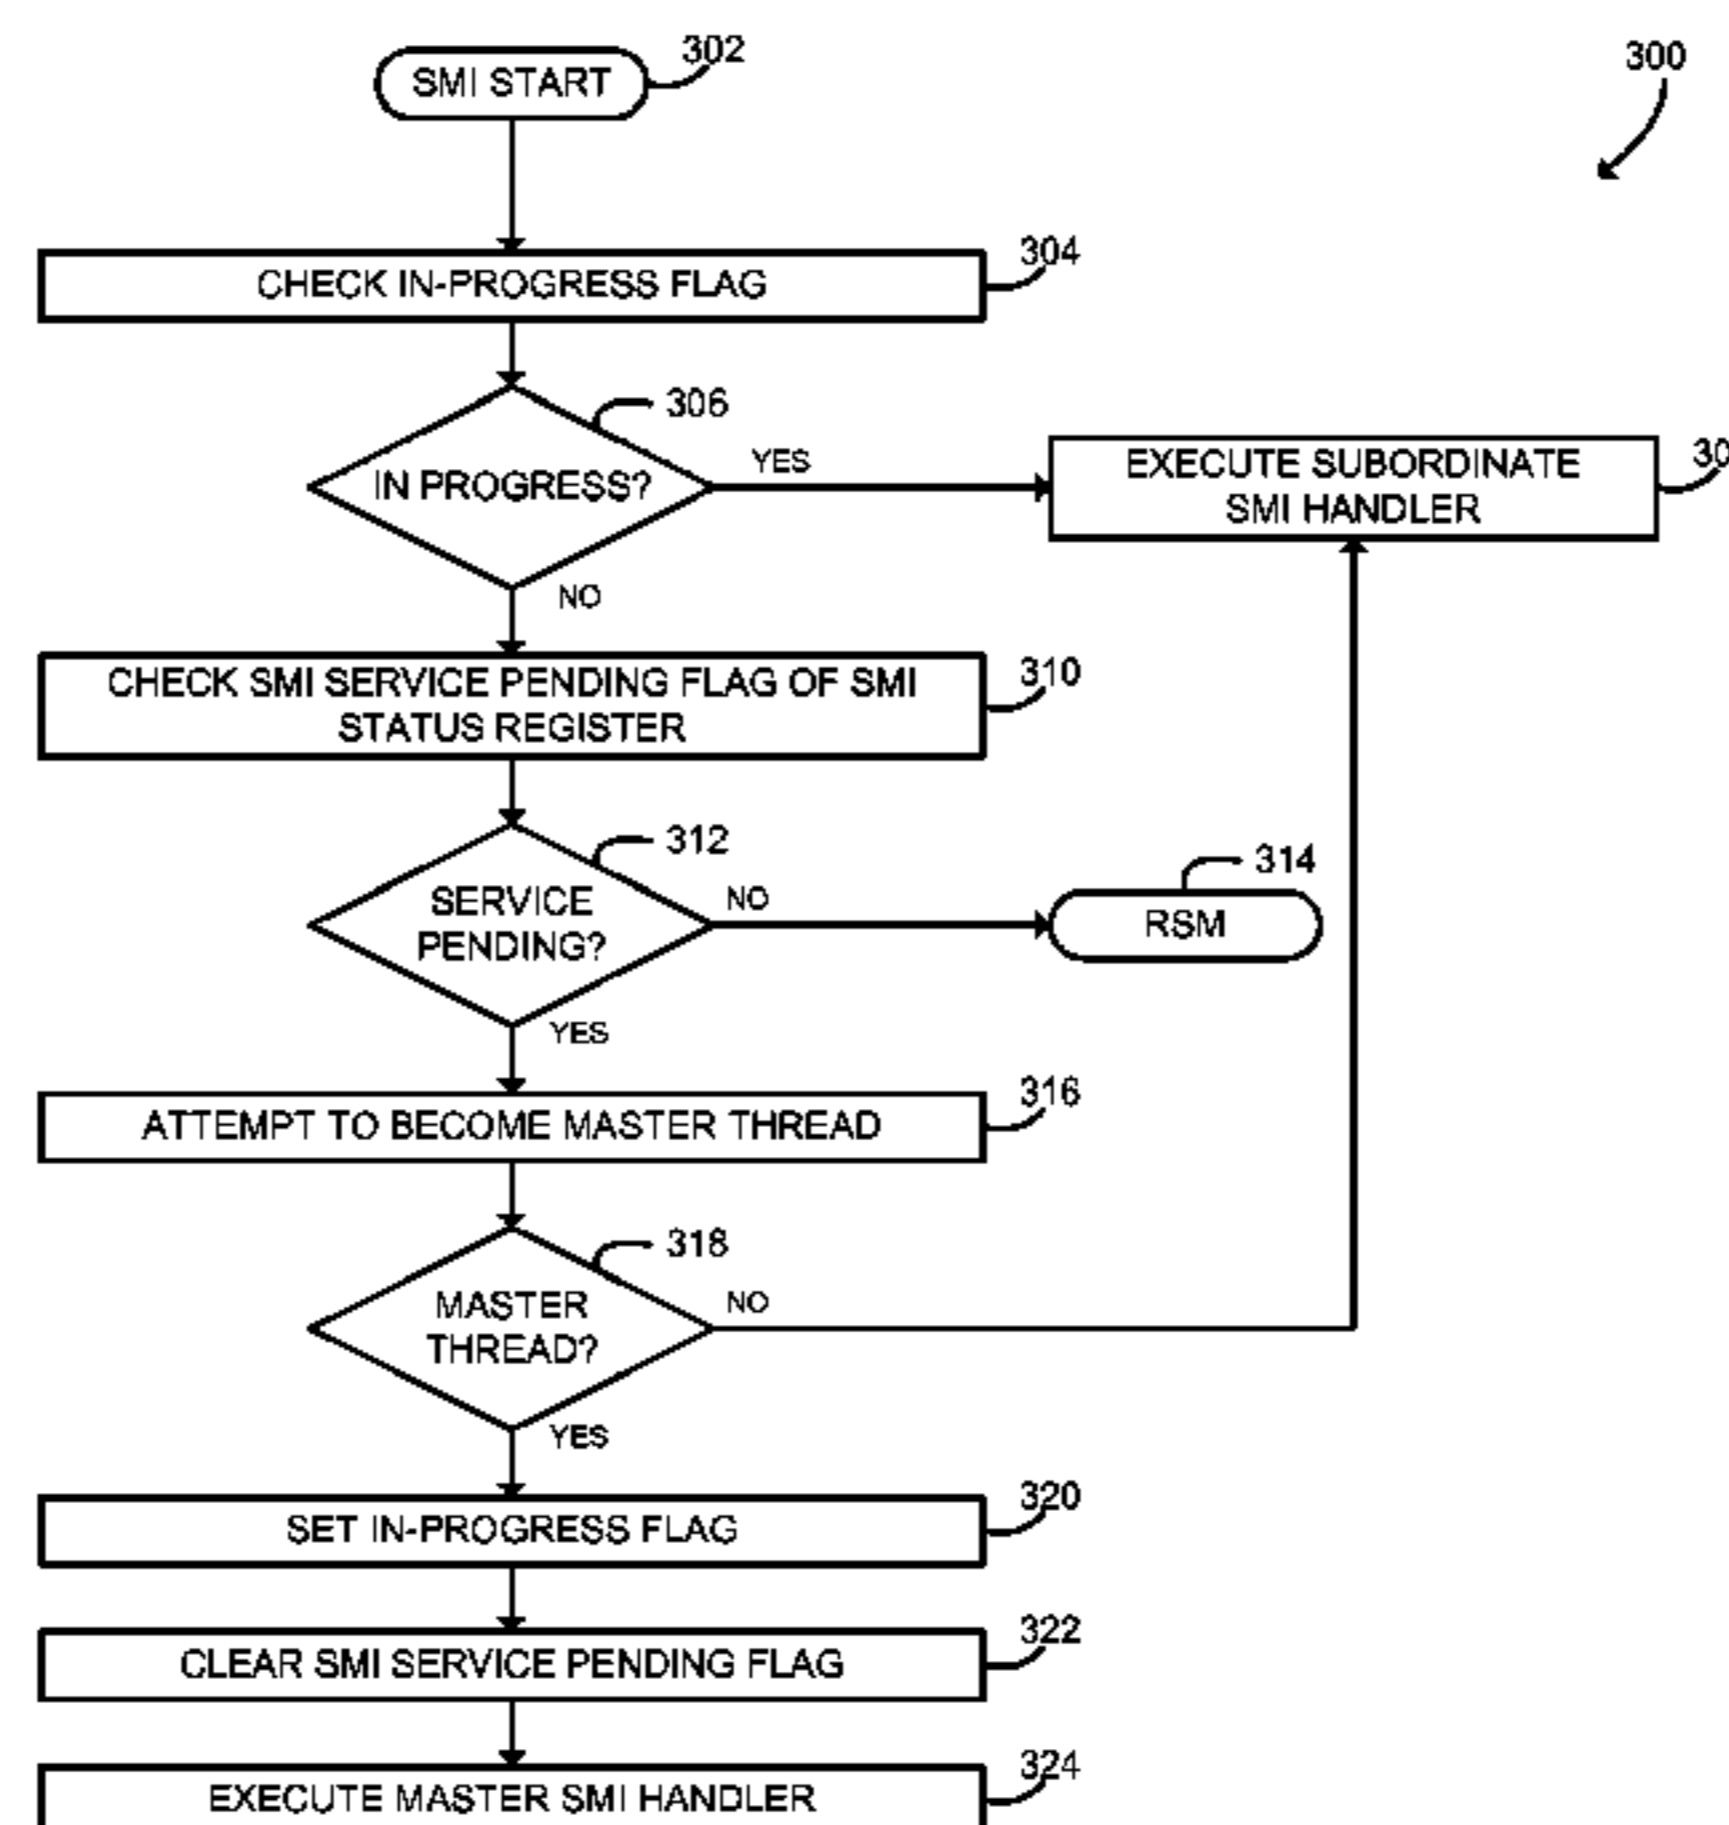 302
SMI START
300
304
CHECK IN-PROGRESS FLAG
306
IN PROGRESS?
YES
EXECUTE SUBORDINATE
SMI HANDLER
30
NO
310
CHECK SMI SERVICE PENDING FLAG OF SMI
STATUS REGISTER
312
SERVICE
PENDING?
NO
314
RSM
YES
316
ATTEMPT TO BECOME MASTER THREAD
318
MASTER
THREAD?
NO
YES
320
SET IN-PROGRESS FLAG
322
CLEAR SMI SERVICE PENDING FLAG
324
EXECUTE MASTER SMI HANDLER